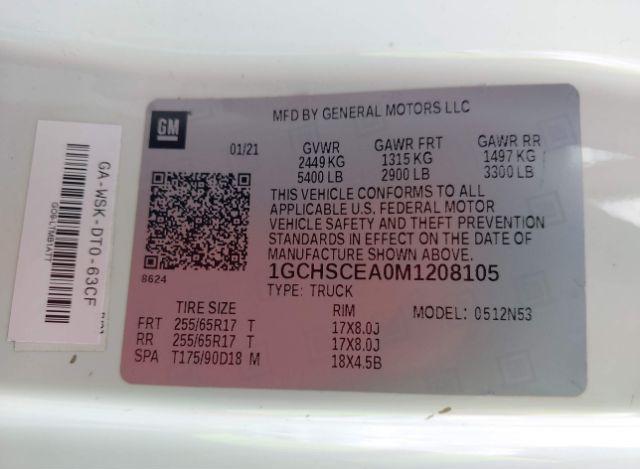 MFD BY GENERAL MOTORS LLC
GM
01/21
GVWR GAWR FRT GAWR RR
2449 KG 1315 KG 1497 KG
5400 LB 2900 LB 3300 LB
THIS VEHICLE CONFORMS TO ALL
APPLICABLE U.S. FEDERAL MOTOR
VEHICLE SAFETY AND THEFT PREVENTION
STANDARDS IN EFFECT ON THE DATE OF
MANUFACTURE SHOWN ABOVE.
8624
1GCHSCEA0M1208105
TYPE: TRUCK
TIRE SIZE RIM MODEL: 0512N53
FRT 255/65R17 T 17X8.0J
RR 255/65R17 T 17X8.0J
SPA T175/90D18 M 18X4.5B
GA-WSK-DT0-63CF